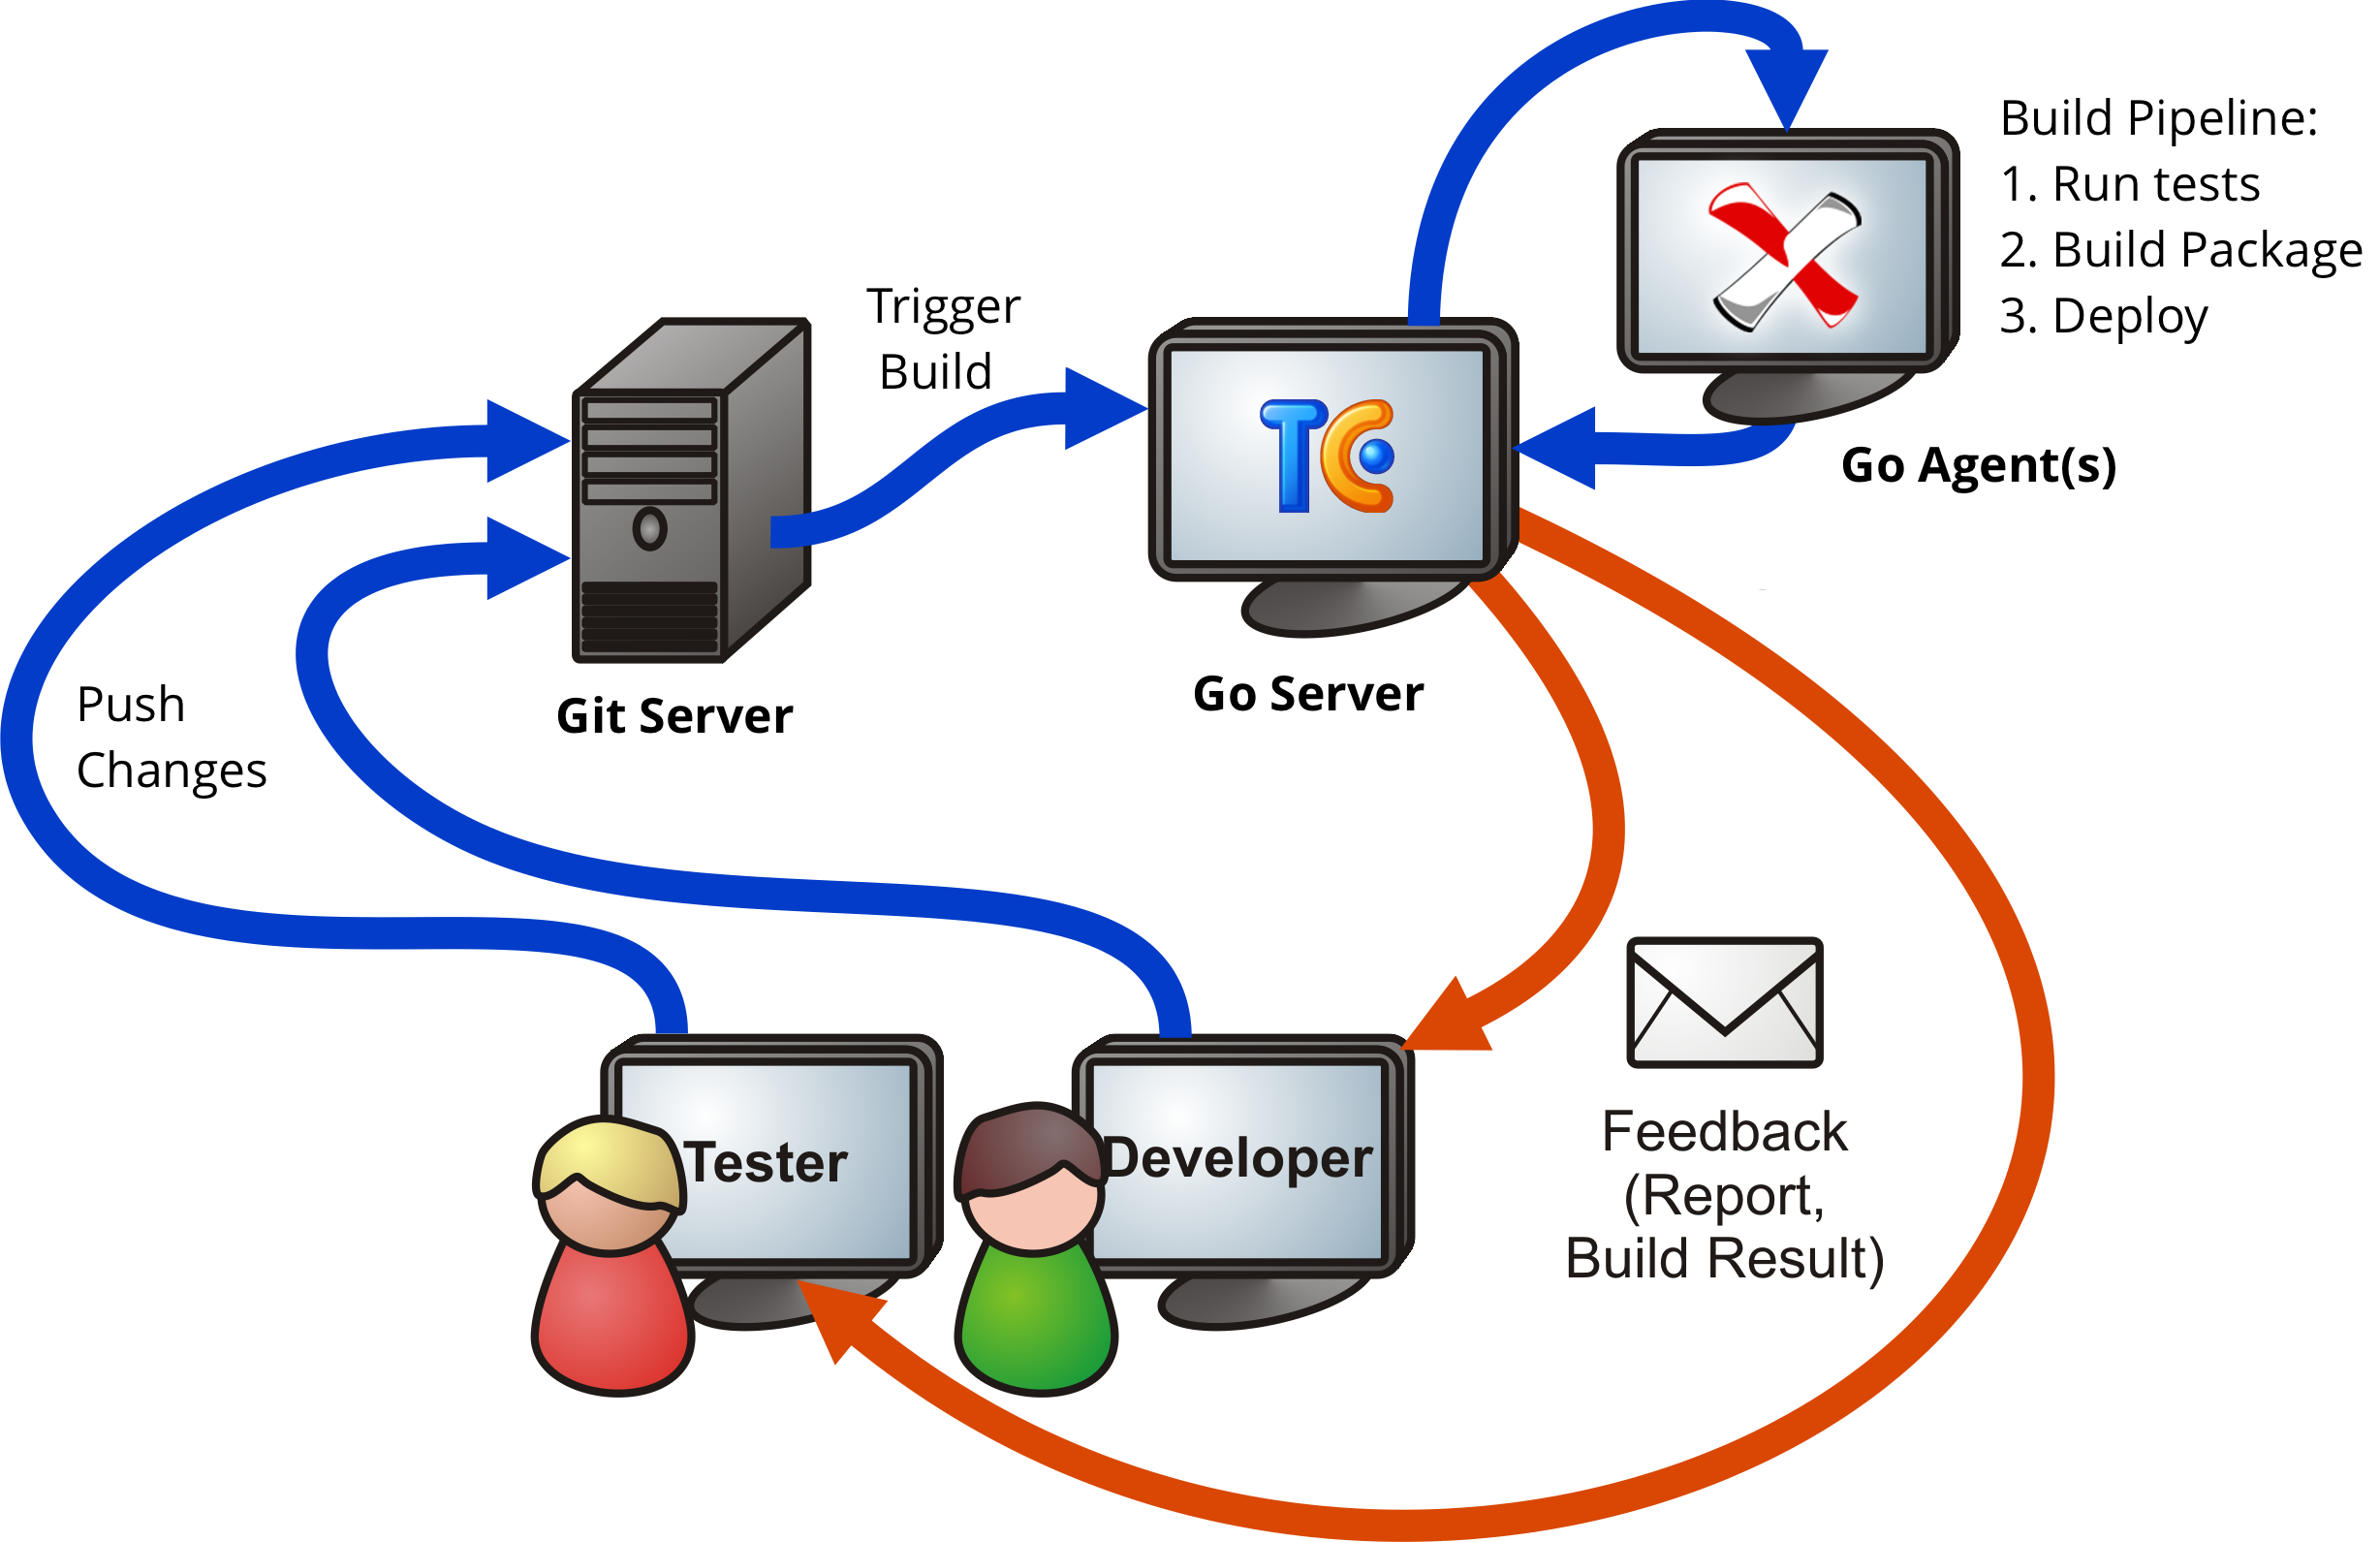 Build Pipeline:
1. Run tests
2. Build Package
3. Deploy
Trigger
Build
TC
Go Agent(s)
Go Server
Git Server
Push
Changes
Tester
Developer
Feedback
(Report,
Build Result)